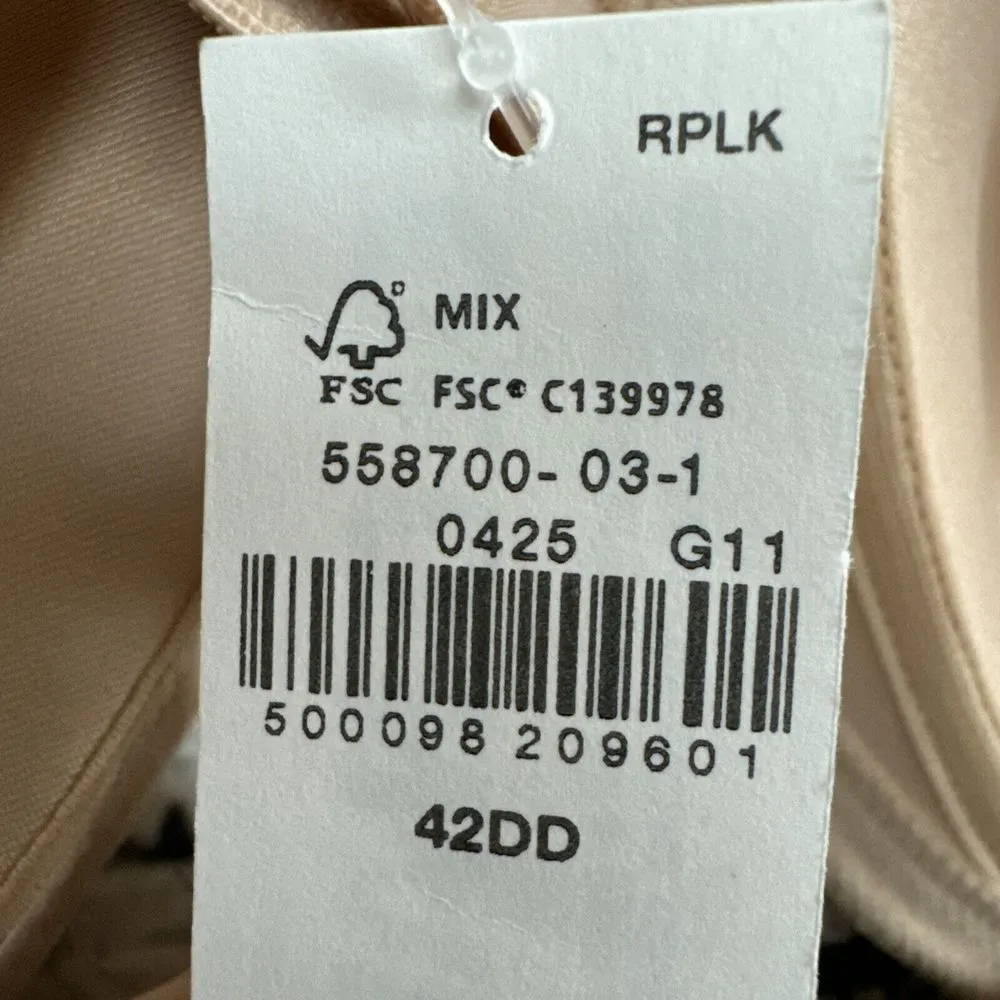 RPLK
MIX
FSC FSC® C139978
558700- 03-1
0425 G11
500098 209601
42DD